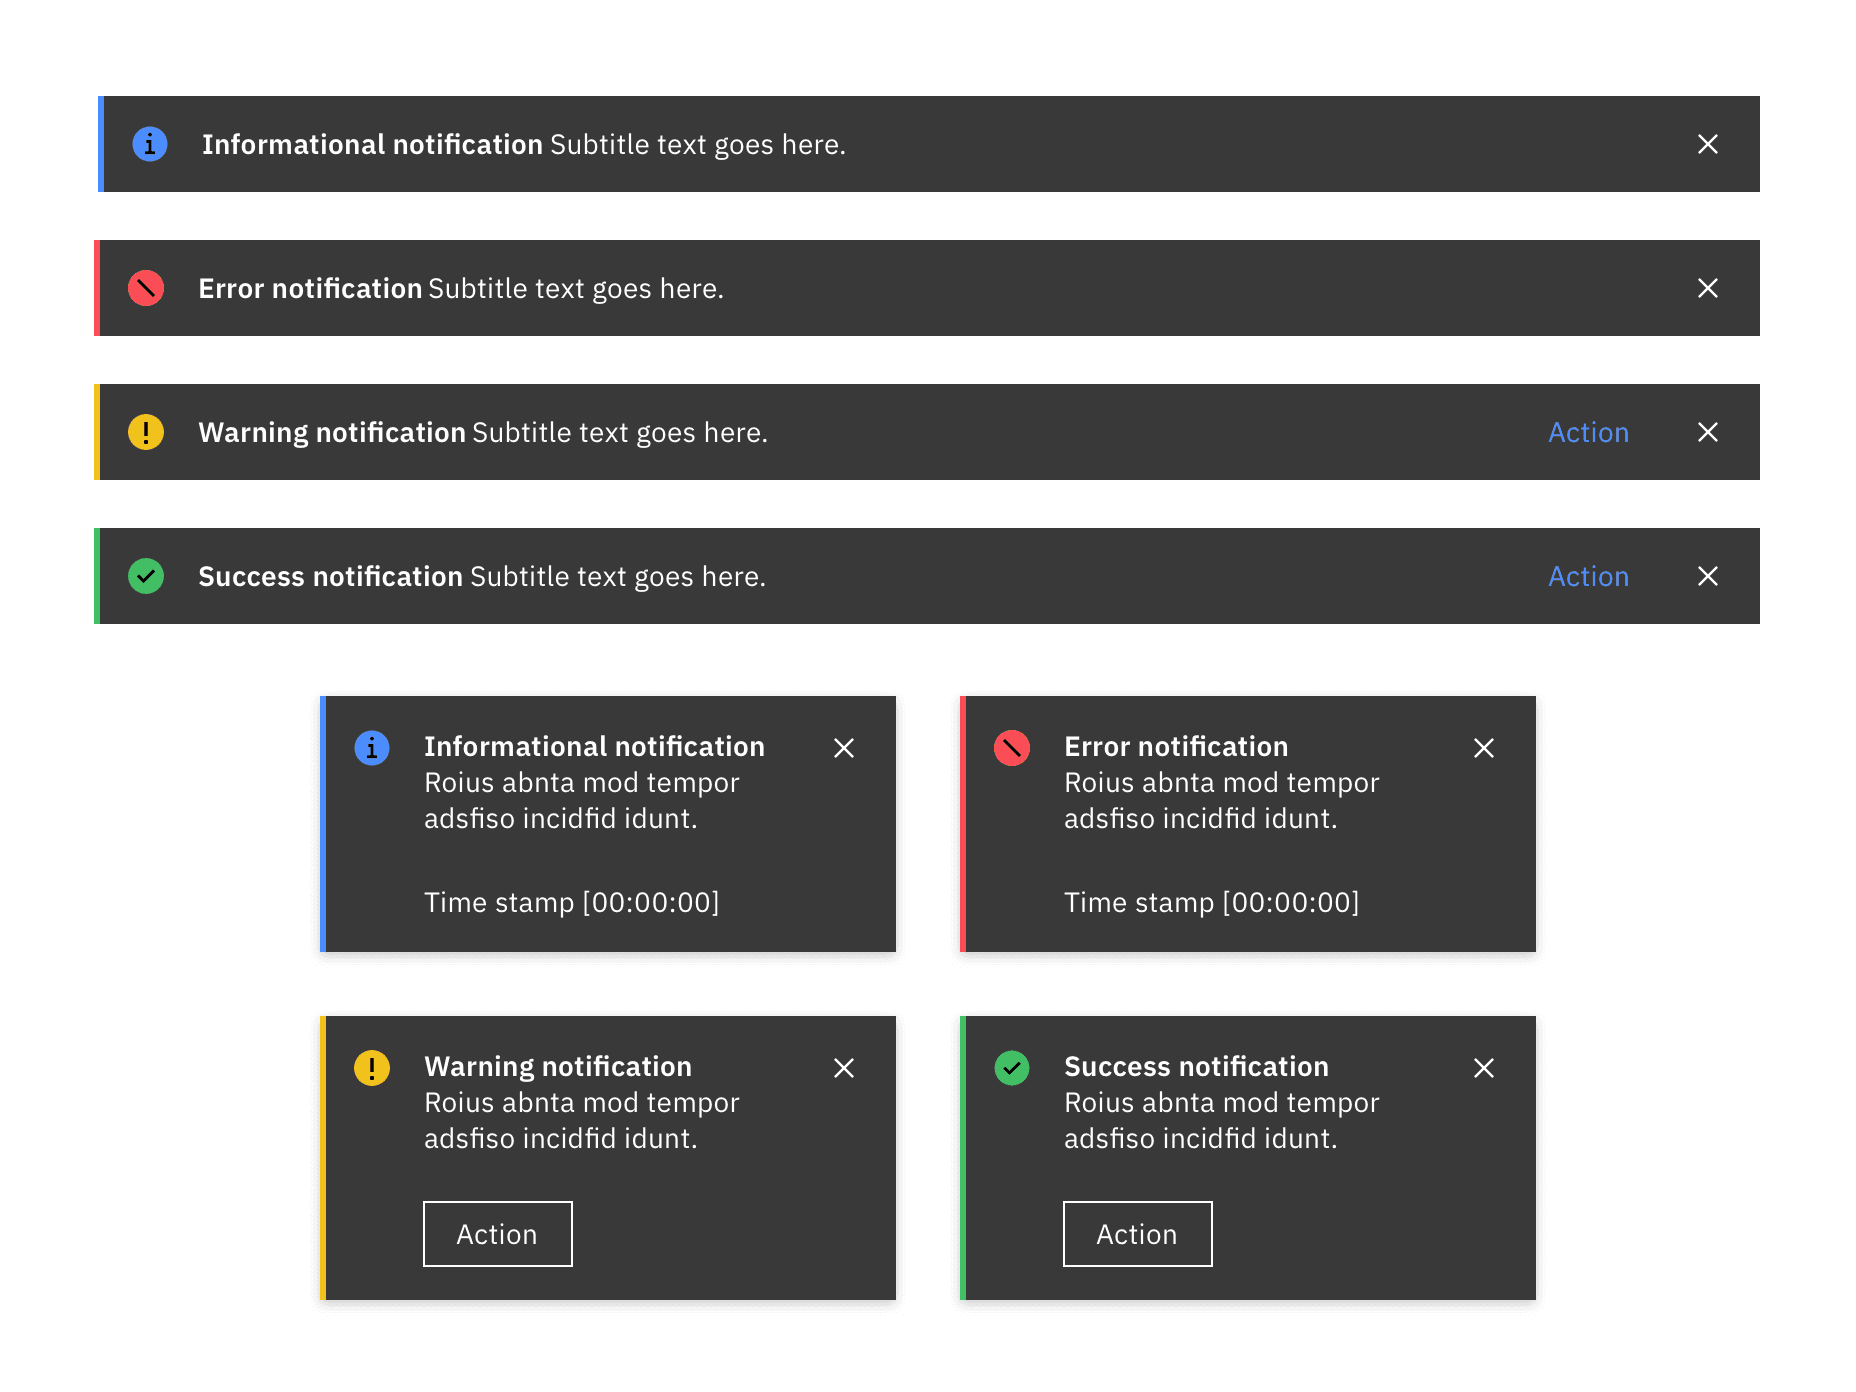 Informational notification Subtitle text goes here.
Error notification Subtitle text goes here.
Warning notification Subtitle text goes here. Action
Success notification Subtitle text goes here. Action
Informational notification
Roius abnta mod tempor
adsfiso incidfid idunt.
Time stamp [00:00:00]
Error notification
Roius abnta mod tempor
adsfiso incidfid idunt.
Time stamp [00:00:00]
Warning notification
Roius abnta mod tempor
adsfiso incidfid idunt.
Action
Success notification
Roius abnta mod tempor
adsfiso incidfid idunt.
Action